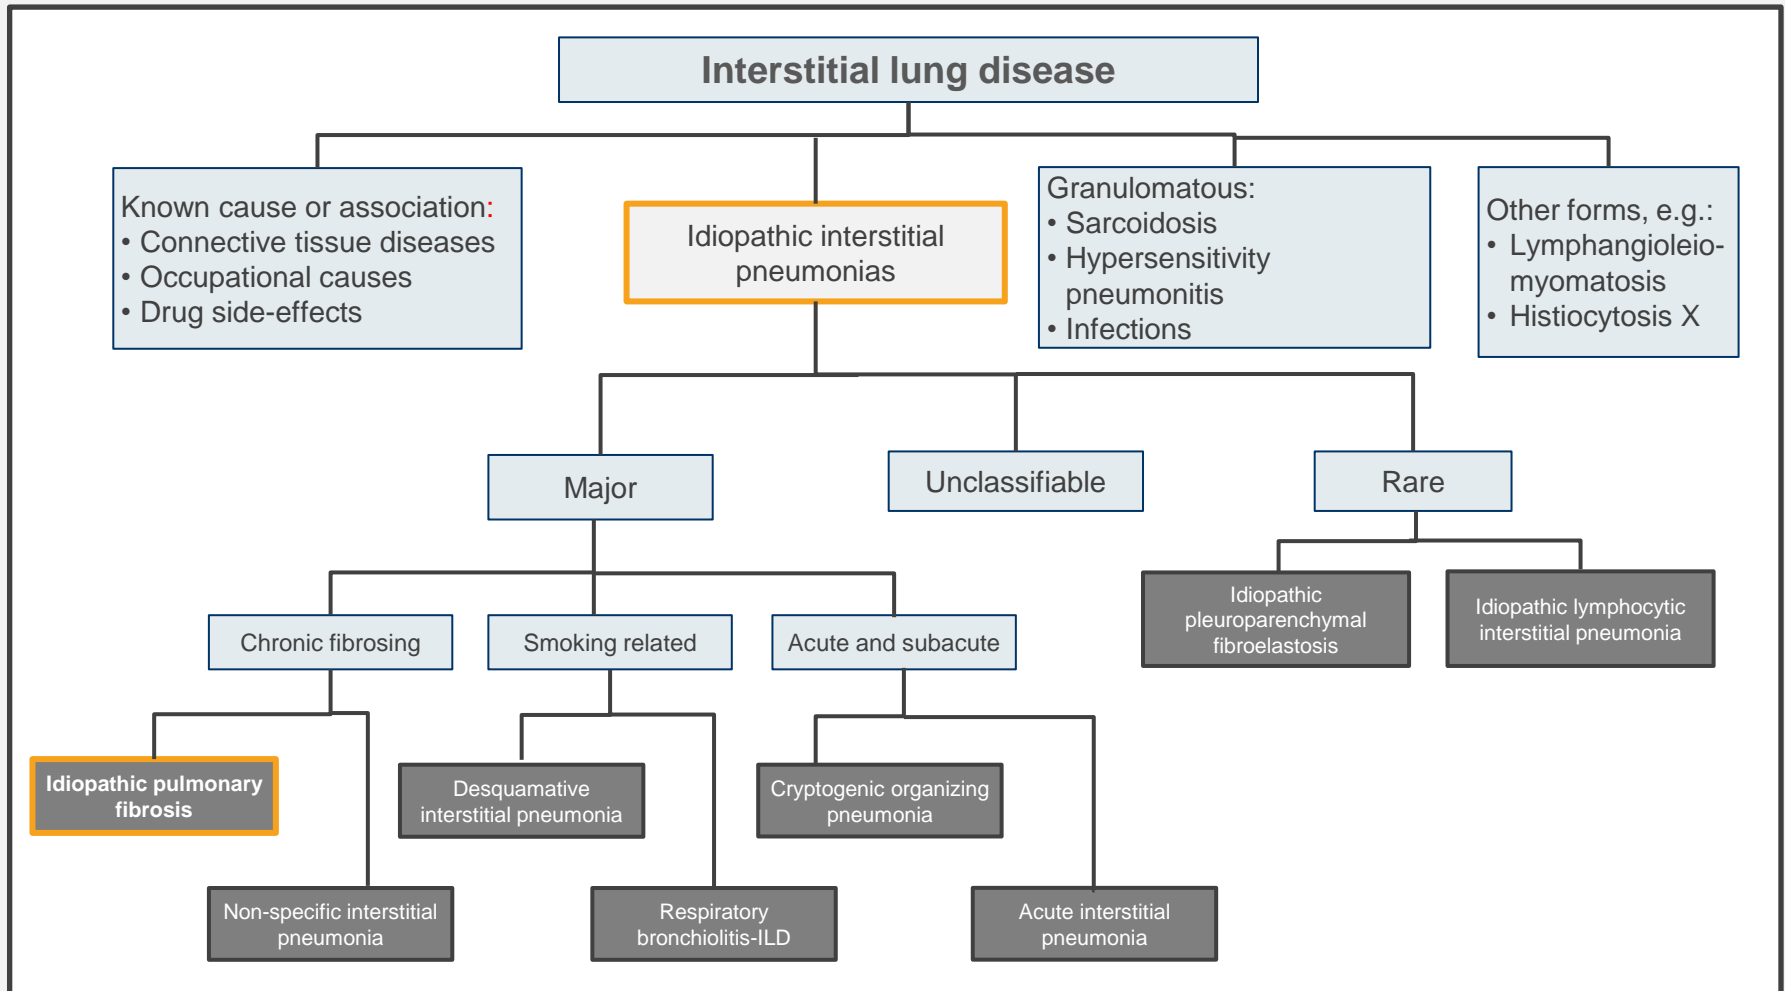 Interstitial lung disease
Known cause or association:
• Connective tissue diseases
• Occupational causes
• Drug side-effects
Idiopathic interstitial
pneumonias
Granulomatous:
• Sarcoidosis
• Hypersensitivity
pneumonitis
• Infections
Other forms, e.g.:
• Lymphangioleio-
myomatosis
• Histiocytosis X
Major
Unclassifiable
Rare
Chronic fibrosing
Smoking related
Acute and subacute
Idiopathic
pleuroparenchymal
fibroelastosis
Idiopathic lymphocytic
interstitial pneumonia
Idiopathic pulmonary
fibrosis
Desquamative
interstitial pneumonia
Cryptogenic organizing
pneumonia
Non-specific interstitial
pneumonia
Respiratory
bronchiolitis-ILD
Acute interstitial
pneumonia